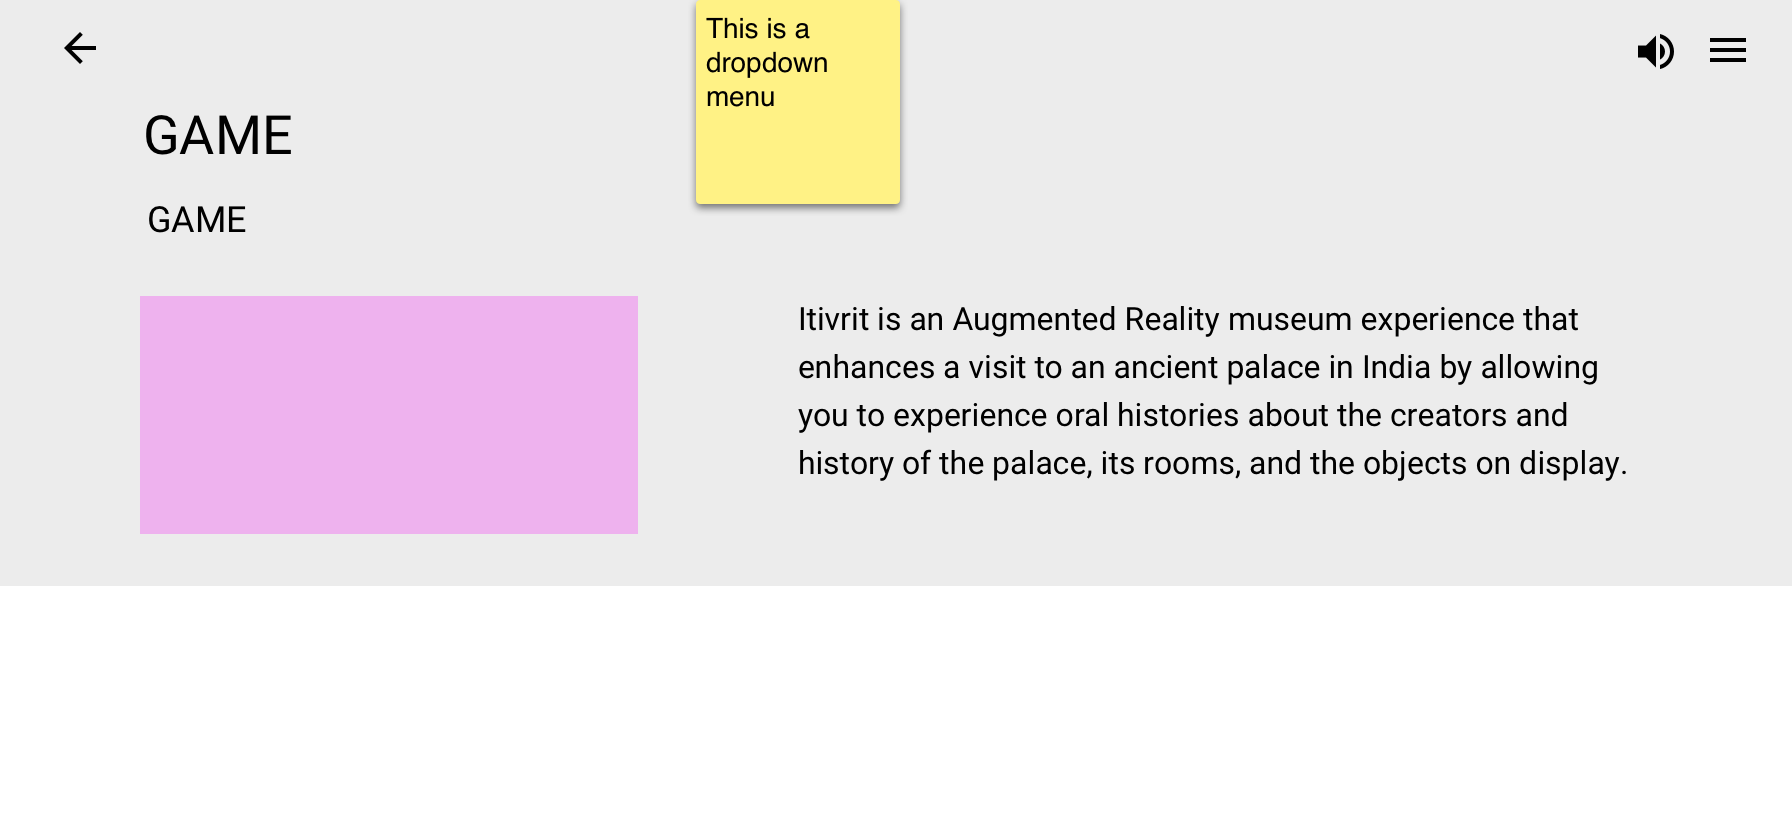 This is a
dropdown
menu
GAME
GAME
Itivrit is an Augmented Reality museum experience that
enhances a visit to an ancient palace in India by allowing
you to experience oral histories about the creators and
history of the palace, its rooms, and the objects on display.